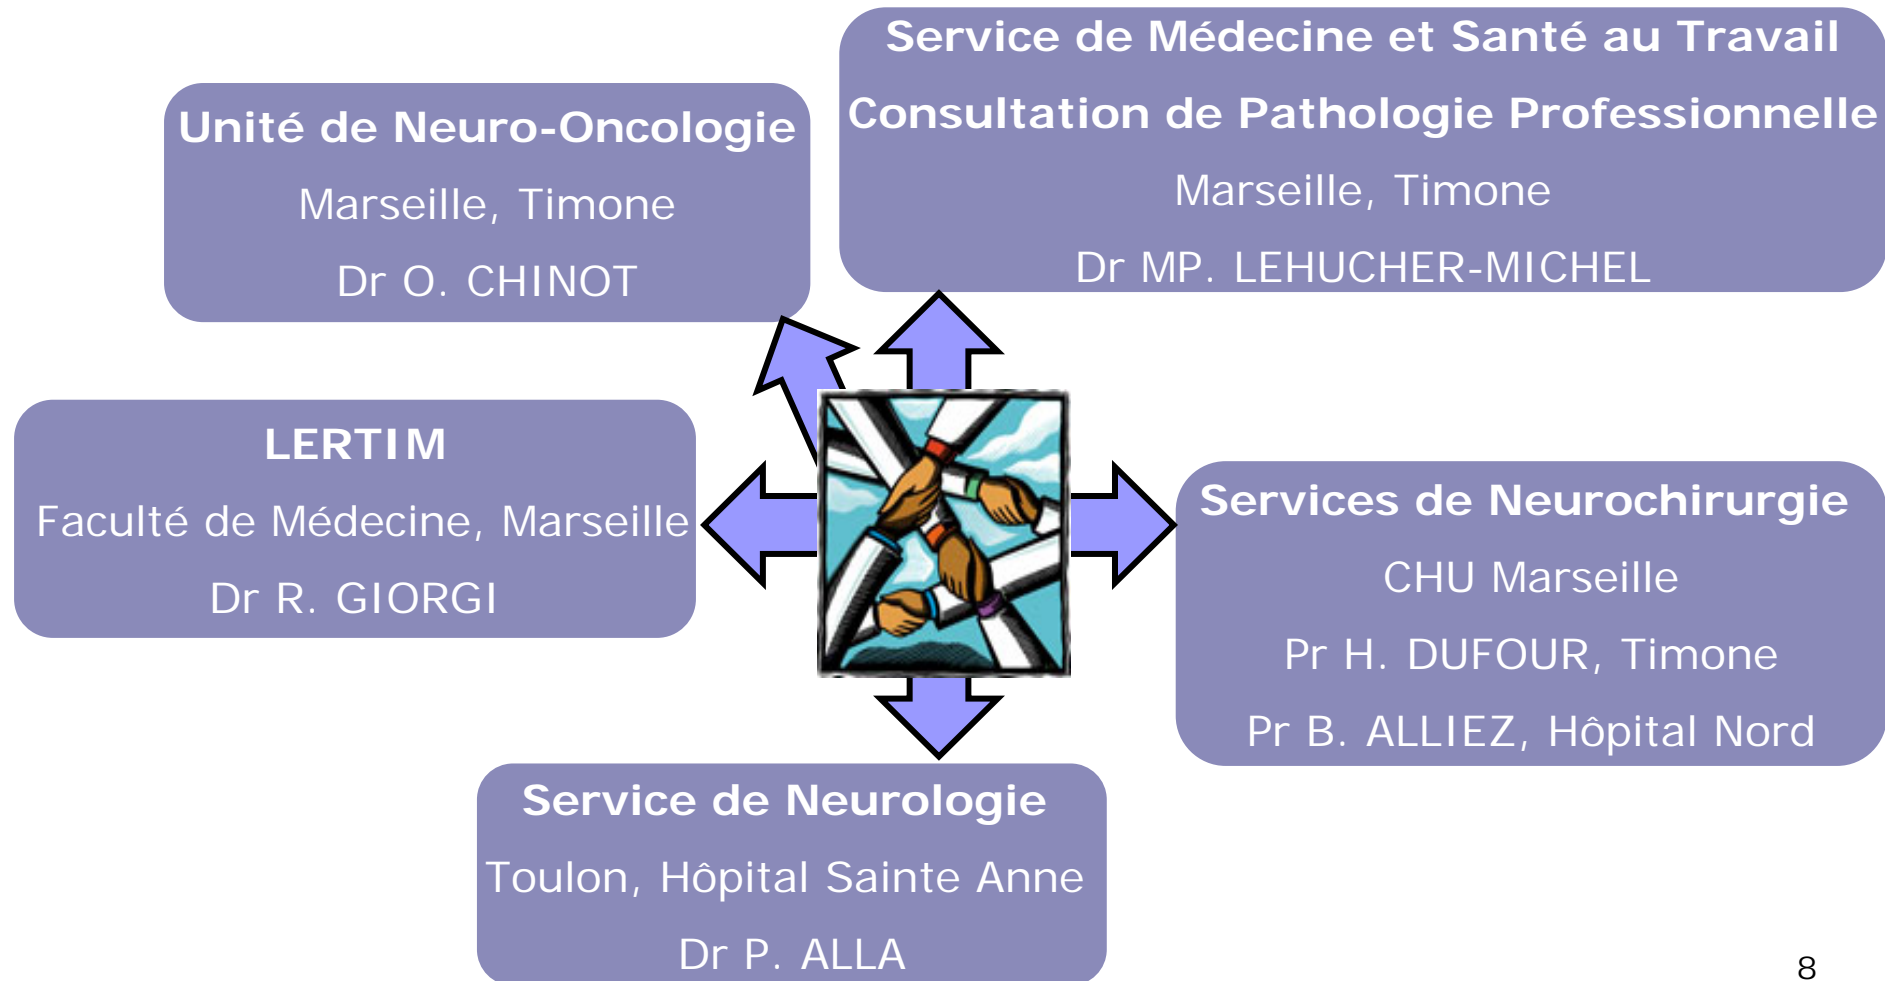 Service de Médecine et Santé au Travail
Consultation de Pathologie Professionnelle
Marseille, Timone
Dr MP. LEHUCHER-MICHEL
Unité de Neuro-Oncologie
Marseille, Timone
Dr O. CHINOT
LERTIM
Faculté de Médecine, Marseille
Dr R. GIORGI
Services de Neurochirurgie
CHU Marseille
Pr H. DUFOUR, Timone
Pr B. ALLIEZ, Hôpital Nord
Service de Neurologie
Toulon, Hôpital Sainte Anne
Dr P. ALLA
8